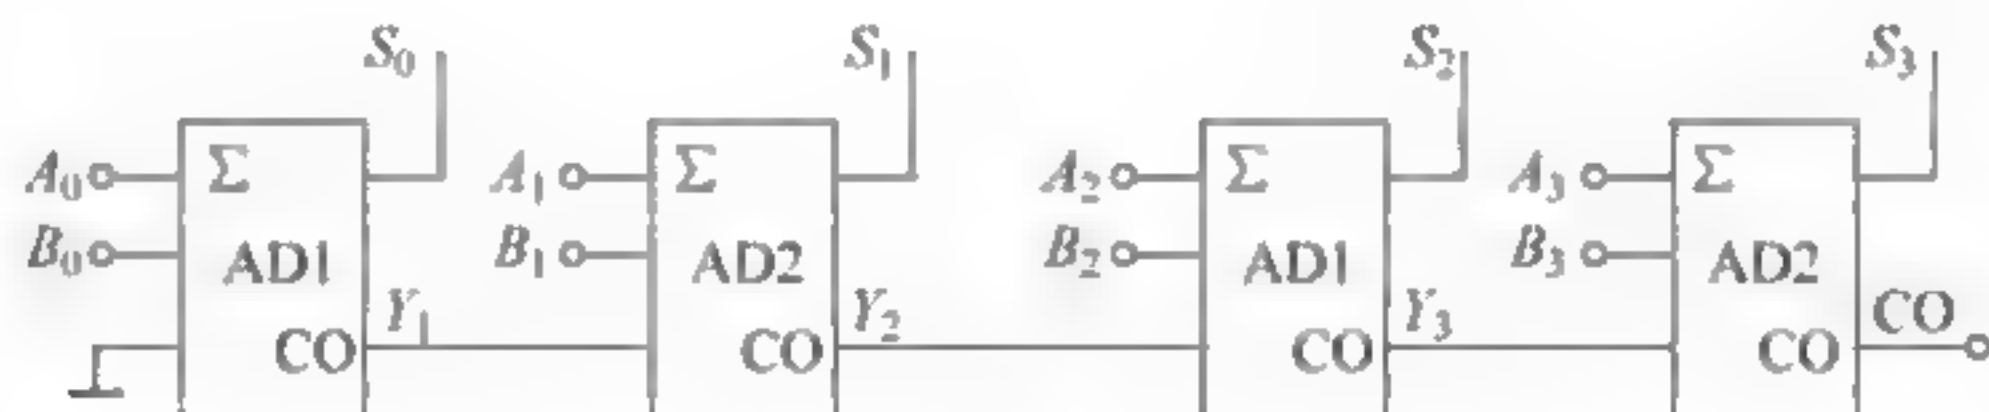 S₀ S₁ S₂ S₃
A₀ Σ A₁ Σ A₂ Σ A₃ Σ
B₀ AD1 B₁ AD2 B₂ AD1 B₃ AD2
Y₁ Y₂ Y₃ CO
CO CO CO CO